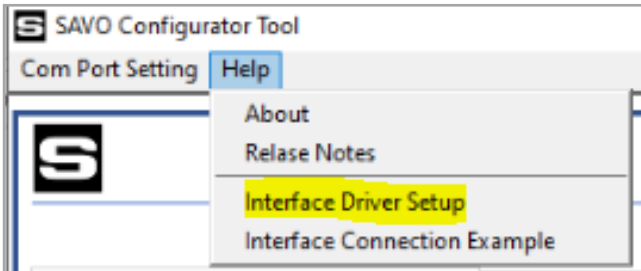 SAVO Configurator Tool
Com Port Setting Help
About
Relase Notes
Interface Driver Setup
Interface Connection Example